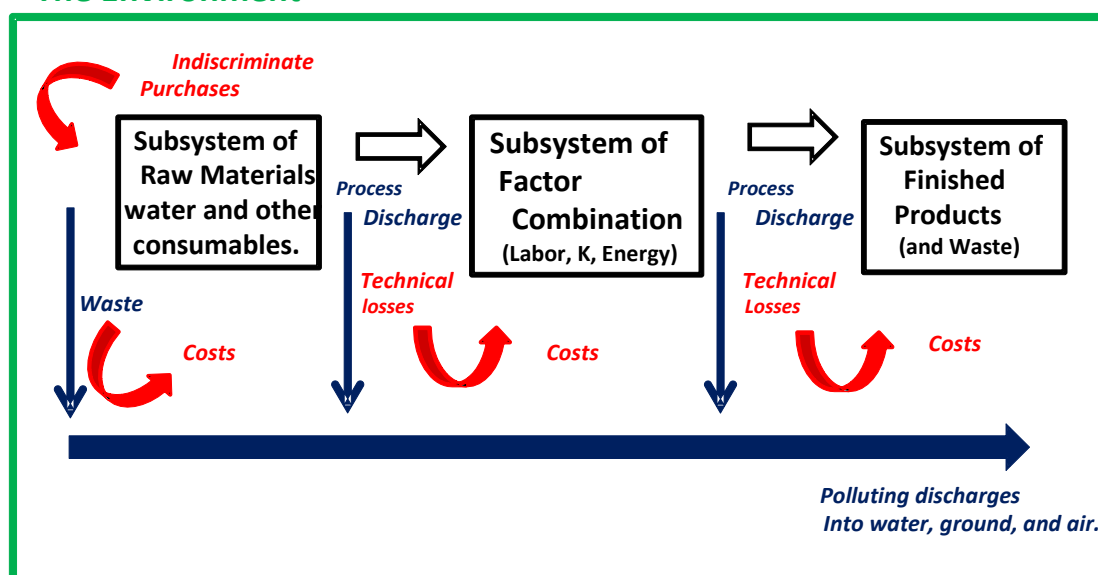 Indiscriminate
Purchases
Subsystem of
Raw Materials
water and other
consumables.
Process
Discharge
Subsystem of
Factor
Combination
(Labor, K, Energy)
Process
Discharge
Subsystem of
Finished
Products
(and Waste)
Waste
Costs
Technical
losses
Costs
Technical
Losses
Costs
Polluting discharges
Into water, ground, and air.